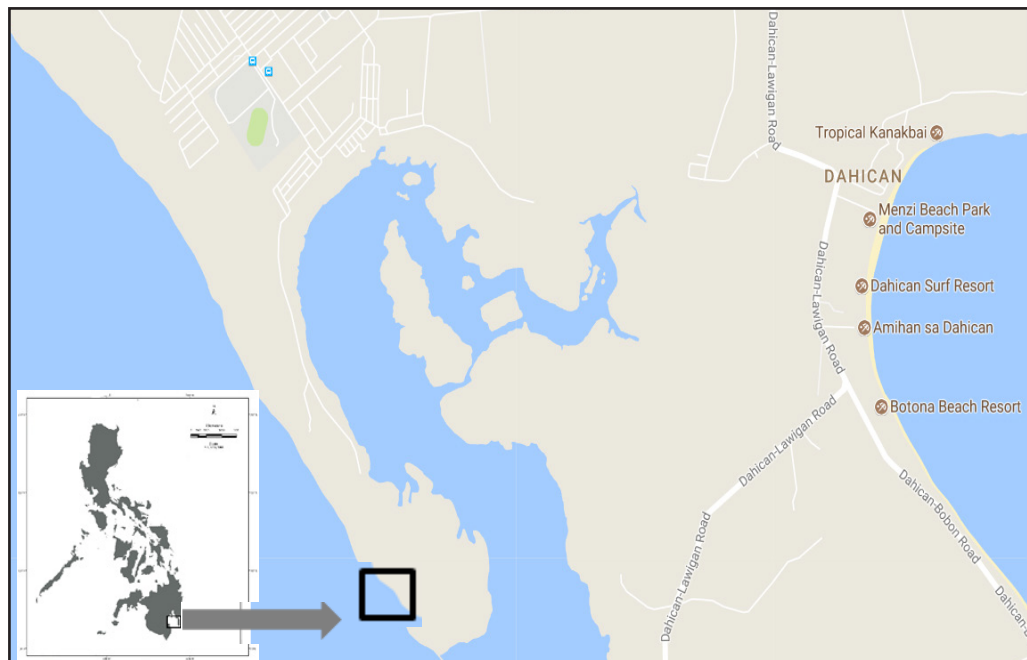 Dahican-Lawigan Road
Tropical Kanakbai
DAHICAN
Menzi Beach Park
and Campsite
Dahican-Lawigan Road
Dahican Surf Resort
Amihan sa Dahican
Botona Beach Resort
Dahican-Lawigan Road
Dahican-Lawigan Road
Dahican-Bobon Road